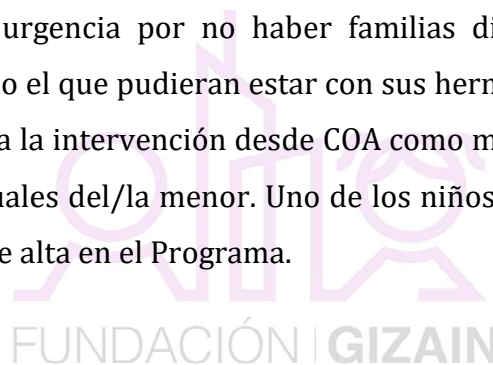 urgencia por no haber familias di
o el que pudieran estar con sus hern
a la intervención desde COA como m
uales del/la menor. Uno de los niños
e alta en el Programa.
FUNDACIÓN | GIZAIN